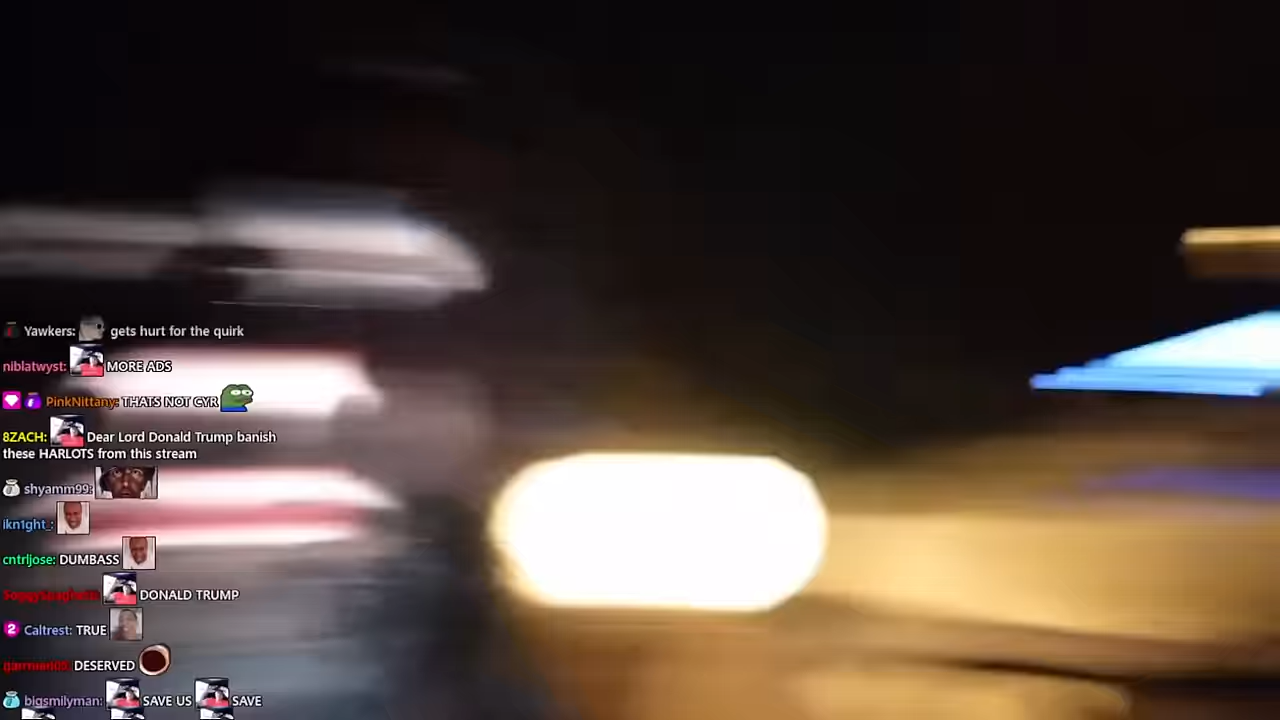 Yawkers: gets hurt for the quirk
niblatwyst: MORE ADS
PinkNittany: THATS NOT CYR
8ZACH: Dear Lord Donald Trump banish
these HARLOTS from this stream
shyamm99:
ikn1ght_:
cntrljose: DUMBASS
DONALD TRUMP
Caltrest: TRUE
DESERVED
bigsmilyman: SAVE US SAVE